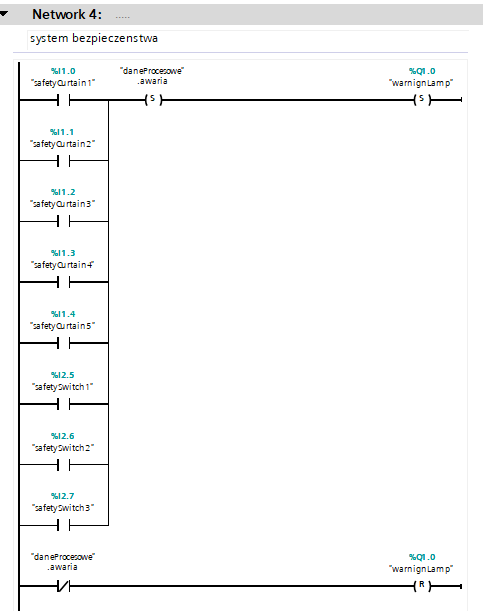 Network 4: .....
system bezpieczenstwa
%I1.0
"safetyCurtain1"
"daneProcesowe"
.awaria
%Q1.0
"warnignLamp"
S
S
%I1.1
"safetyCurtain2"
%I1.2
"safetyCurtain3"
%I1.3
"safetyCurtain4"
%I1.4
"safetyCurtain5"
%I2.5
"safetySwitch1"
%I2.6
"safetySwitch2"
%I2.7
"safetySwitch3"
"daneProcesowe"
.awaria
%Q1.0
"warnignLamp"
R